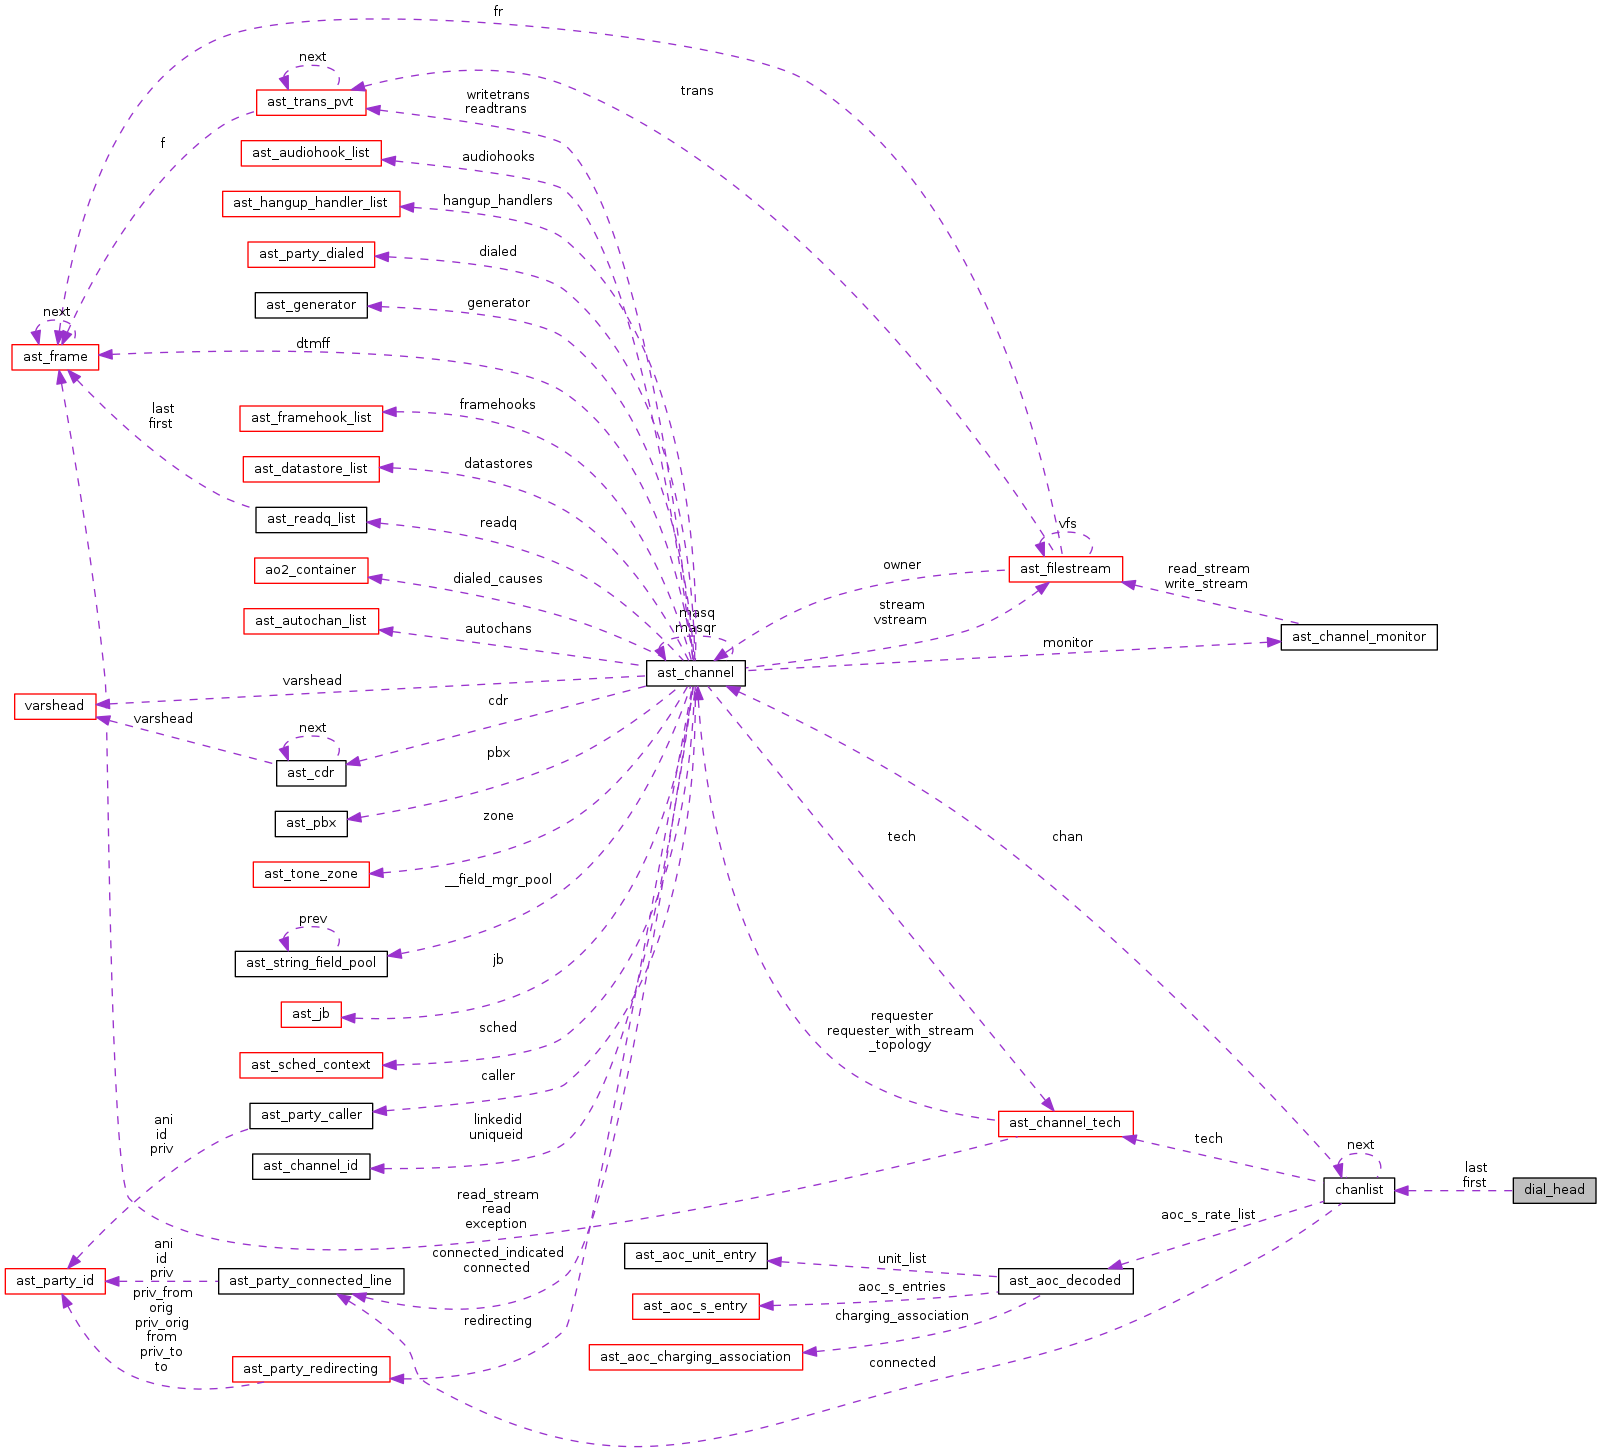 fr
next
trans
writetrans
readtrans
ast_trans_pvt
f
audiohooks
ast_audiohook_list
hangup_handlers
ast_hangup_handler_list
dialed
ast_party_dialed
generator
ast_generator
next
dtmff
ast_frame
last
first
framehooks
ast_framehook_list
datastores
ast_datastore_list
readq
ast_readq_list
vfs
ast_filestream
read_stream
write_stream
owner
dialed_causes
ao2_container
stream
vstream
autochans
ast_autochan_list
masq
masqr
ast_channel_monitor
monitor
ast_channel
varshead
varshead
varshead
cdr
next
ast_cdr
pbx
ast_pbx
zone
ast_tone_zone
tech
chan
__field_mgr_pool
prev
ast_string_field_pool
jb
ast_jb
requester
requester_with_stream
_topology
sched
ast_sched_context
caller
ast_party_caller
ani
id
priv
linkedid
uniqueid
ast_channel_id
ast_channel_tech
tech
next
chanlist
last
first
dial_head
read_stream
read
exception
aoc_s_rate_list
ani
id
priv
connected_indicated
connected
ast_aoc_unit_entry
unit_list
ast_party_id
ast_party_connected_line
ast_aoc_decoded
aoc_s_entries
priv_from
orig
priv_orig
from
priv_to
to
ast_aoc_s_entry
charging_association
redirecting
ast_aoc_charging_association
connected
ast_party_redirecting